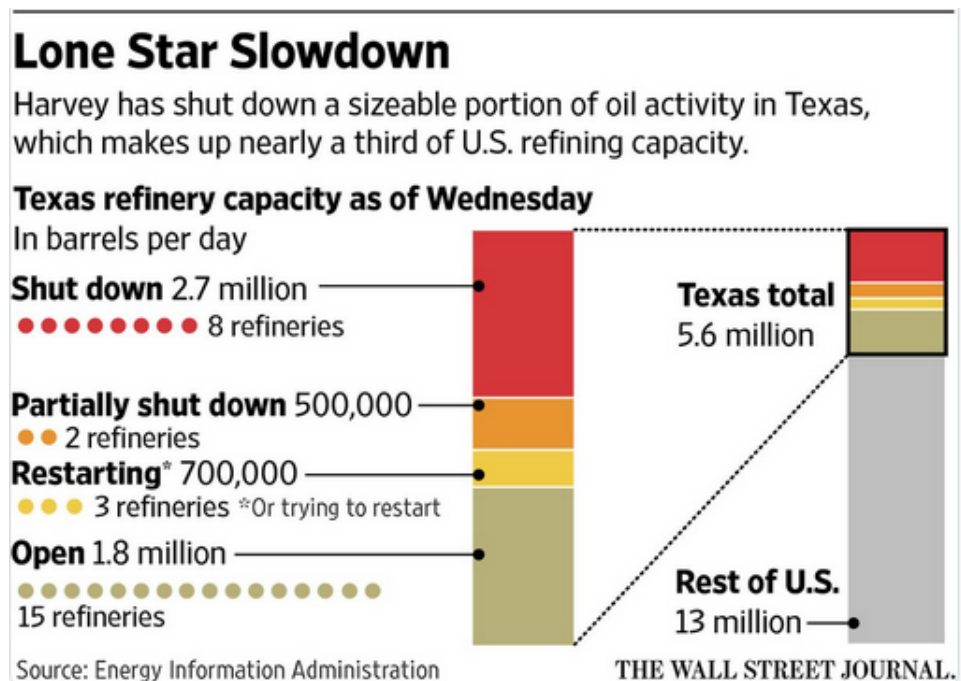 Lone Star Slowdown
Harvey has shut down a sizeable portion of oil activity in Texas,
which makes up nearly a third of U.S. refining capacity.
Texas refinery capacity as of Wednesday
In barrels per day
Shut down 2.7 million
8 refineries
Partially shut down 500,000
2 refineries
Restarting* 700,000
3 refineries *Or trying to restart
Open 1.8 million
15 refineries
Texas total
5.6 million
Rest of U.S.
13 million
Source: Energy Information Administration
THE WALL STREET JOURNAL.